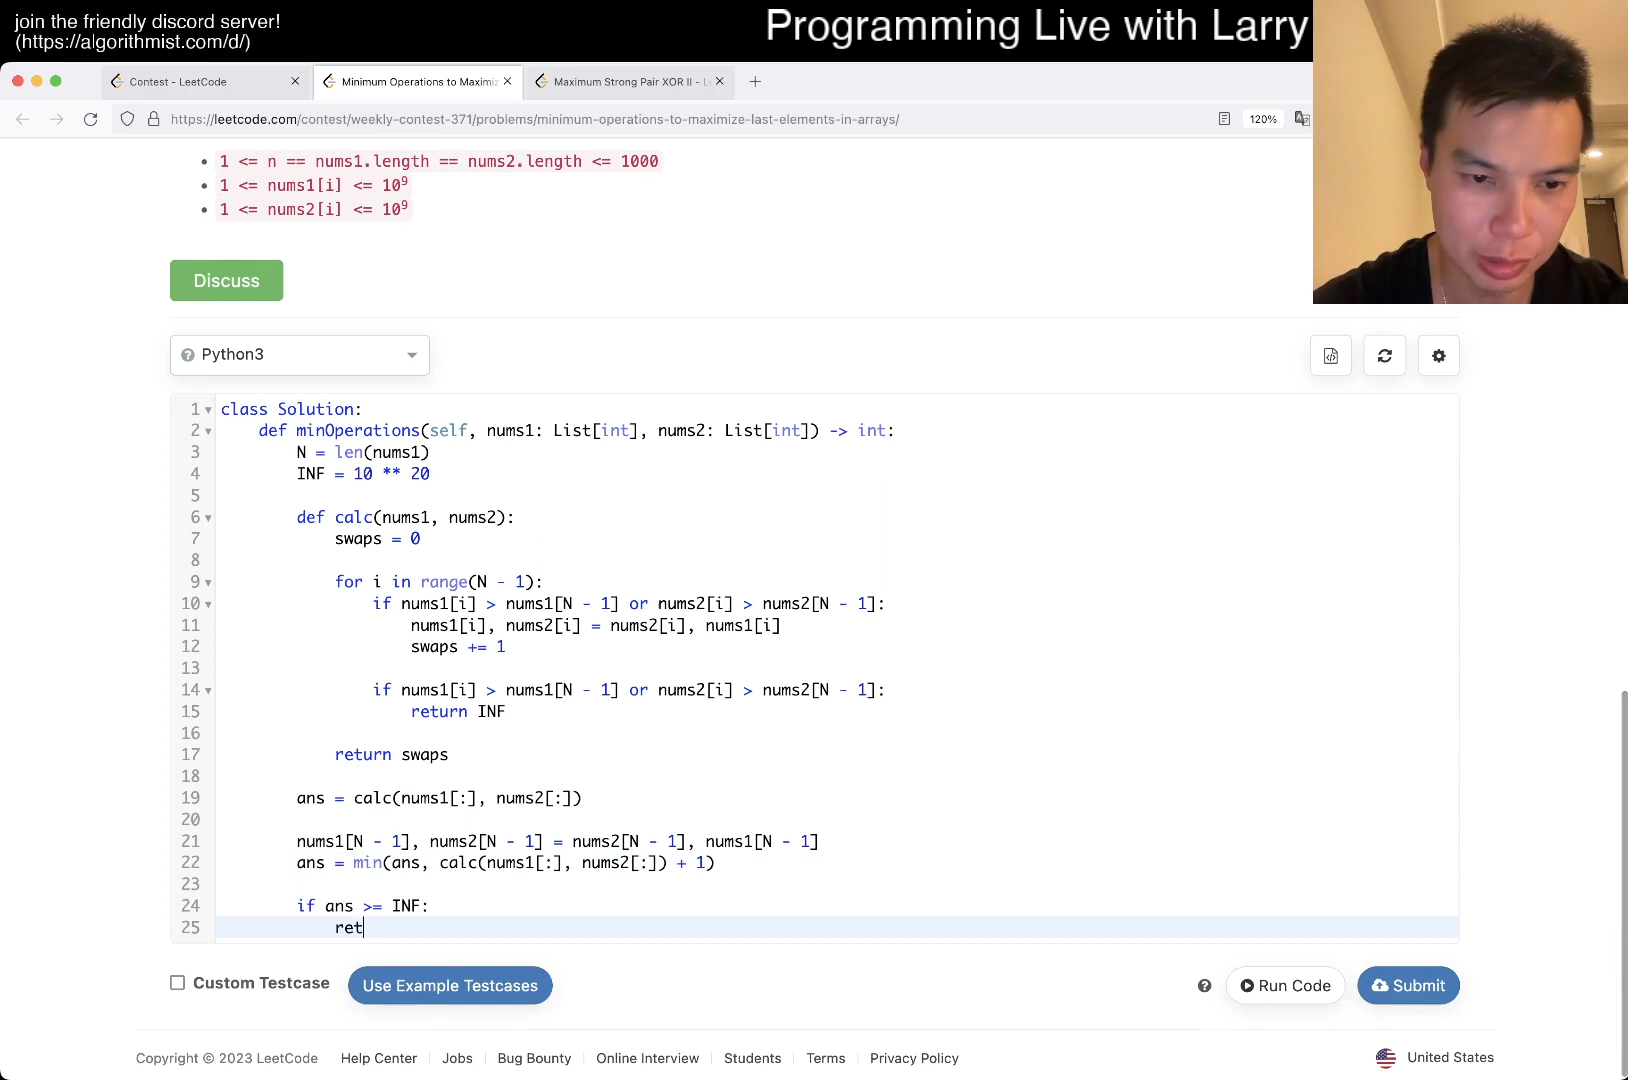 join the friendly discord server!
(https://algorithmist.com/d/)
Programming Live with Larry
Contest - LeetCode
Minimum Operations to Maximiz
Maximum Strong Pair XOR II - L
https://leetcode.com/contest/weekly-contest-371/problems/minimum-operations-to-maximize-last-elements-in-arrays/
120%
1 <= n == nums1.length == nums2.length <= 1000
1 <= nums1[i] <= 10⁹
1 <= nums2[i] <= 10⁹
Discuss
Python3
1 class Solution:
2 def minOperations(self, nums1: List[int], nums2: List[int]) -> int:
3 N = len(nums1)
4 INF = 10 ** 20
5
6 def calc(nums1, nums2):
7 swaps = 0
8
9 for i in range(N - 1):
10 if nums1[i] > nums1[N - 1] or nums2[i] > nums2[N - 1]:
11 nums1[i], nums2[i] = nums2[i], nums1[i]
12 swaps += 1
13
14 if nums1[i] > nums1[N - 1] or nums2[i] > nums2[N - 1]:
15 return INF
16
17 return swaps
18
19 ans = calc(nums1[:], nums2[:])
20
21 nums1[N - 1], nums2[N - 1] = nums2[N - 1], nums1[N - 1]
22 ans = min(ans, calc(nums1[:], nums2[:]) + 1)
23
24 if ans >= INF:
25 ret
Custom Testcase
Use Example Testcases
Run Code
Submit
Copyright © 2023 LeetCode
Help Center
Jobs
Bug Bounty
Online Interview
Students
Terms
Privacy Policy
United States